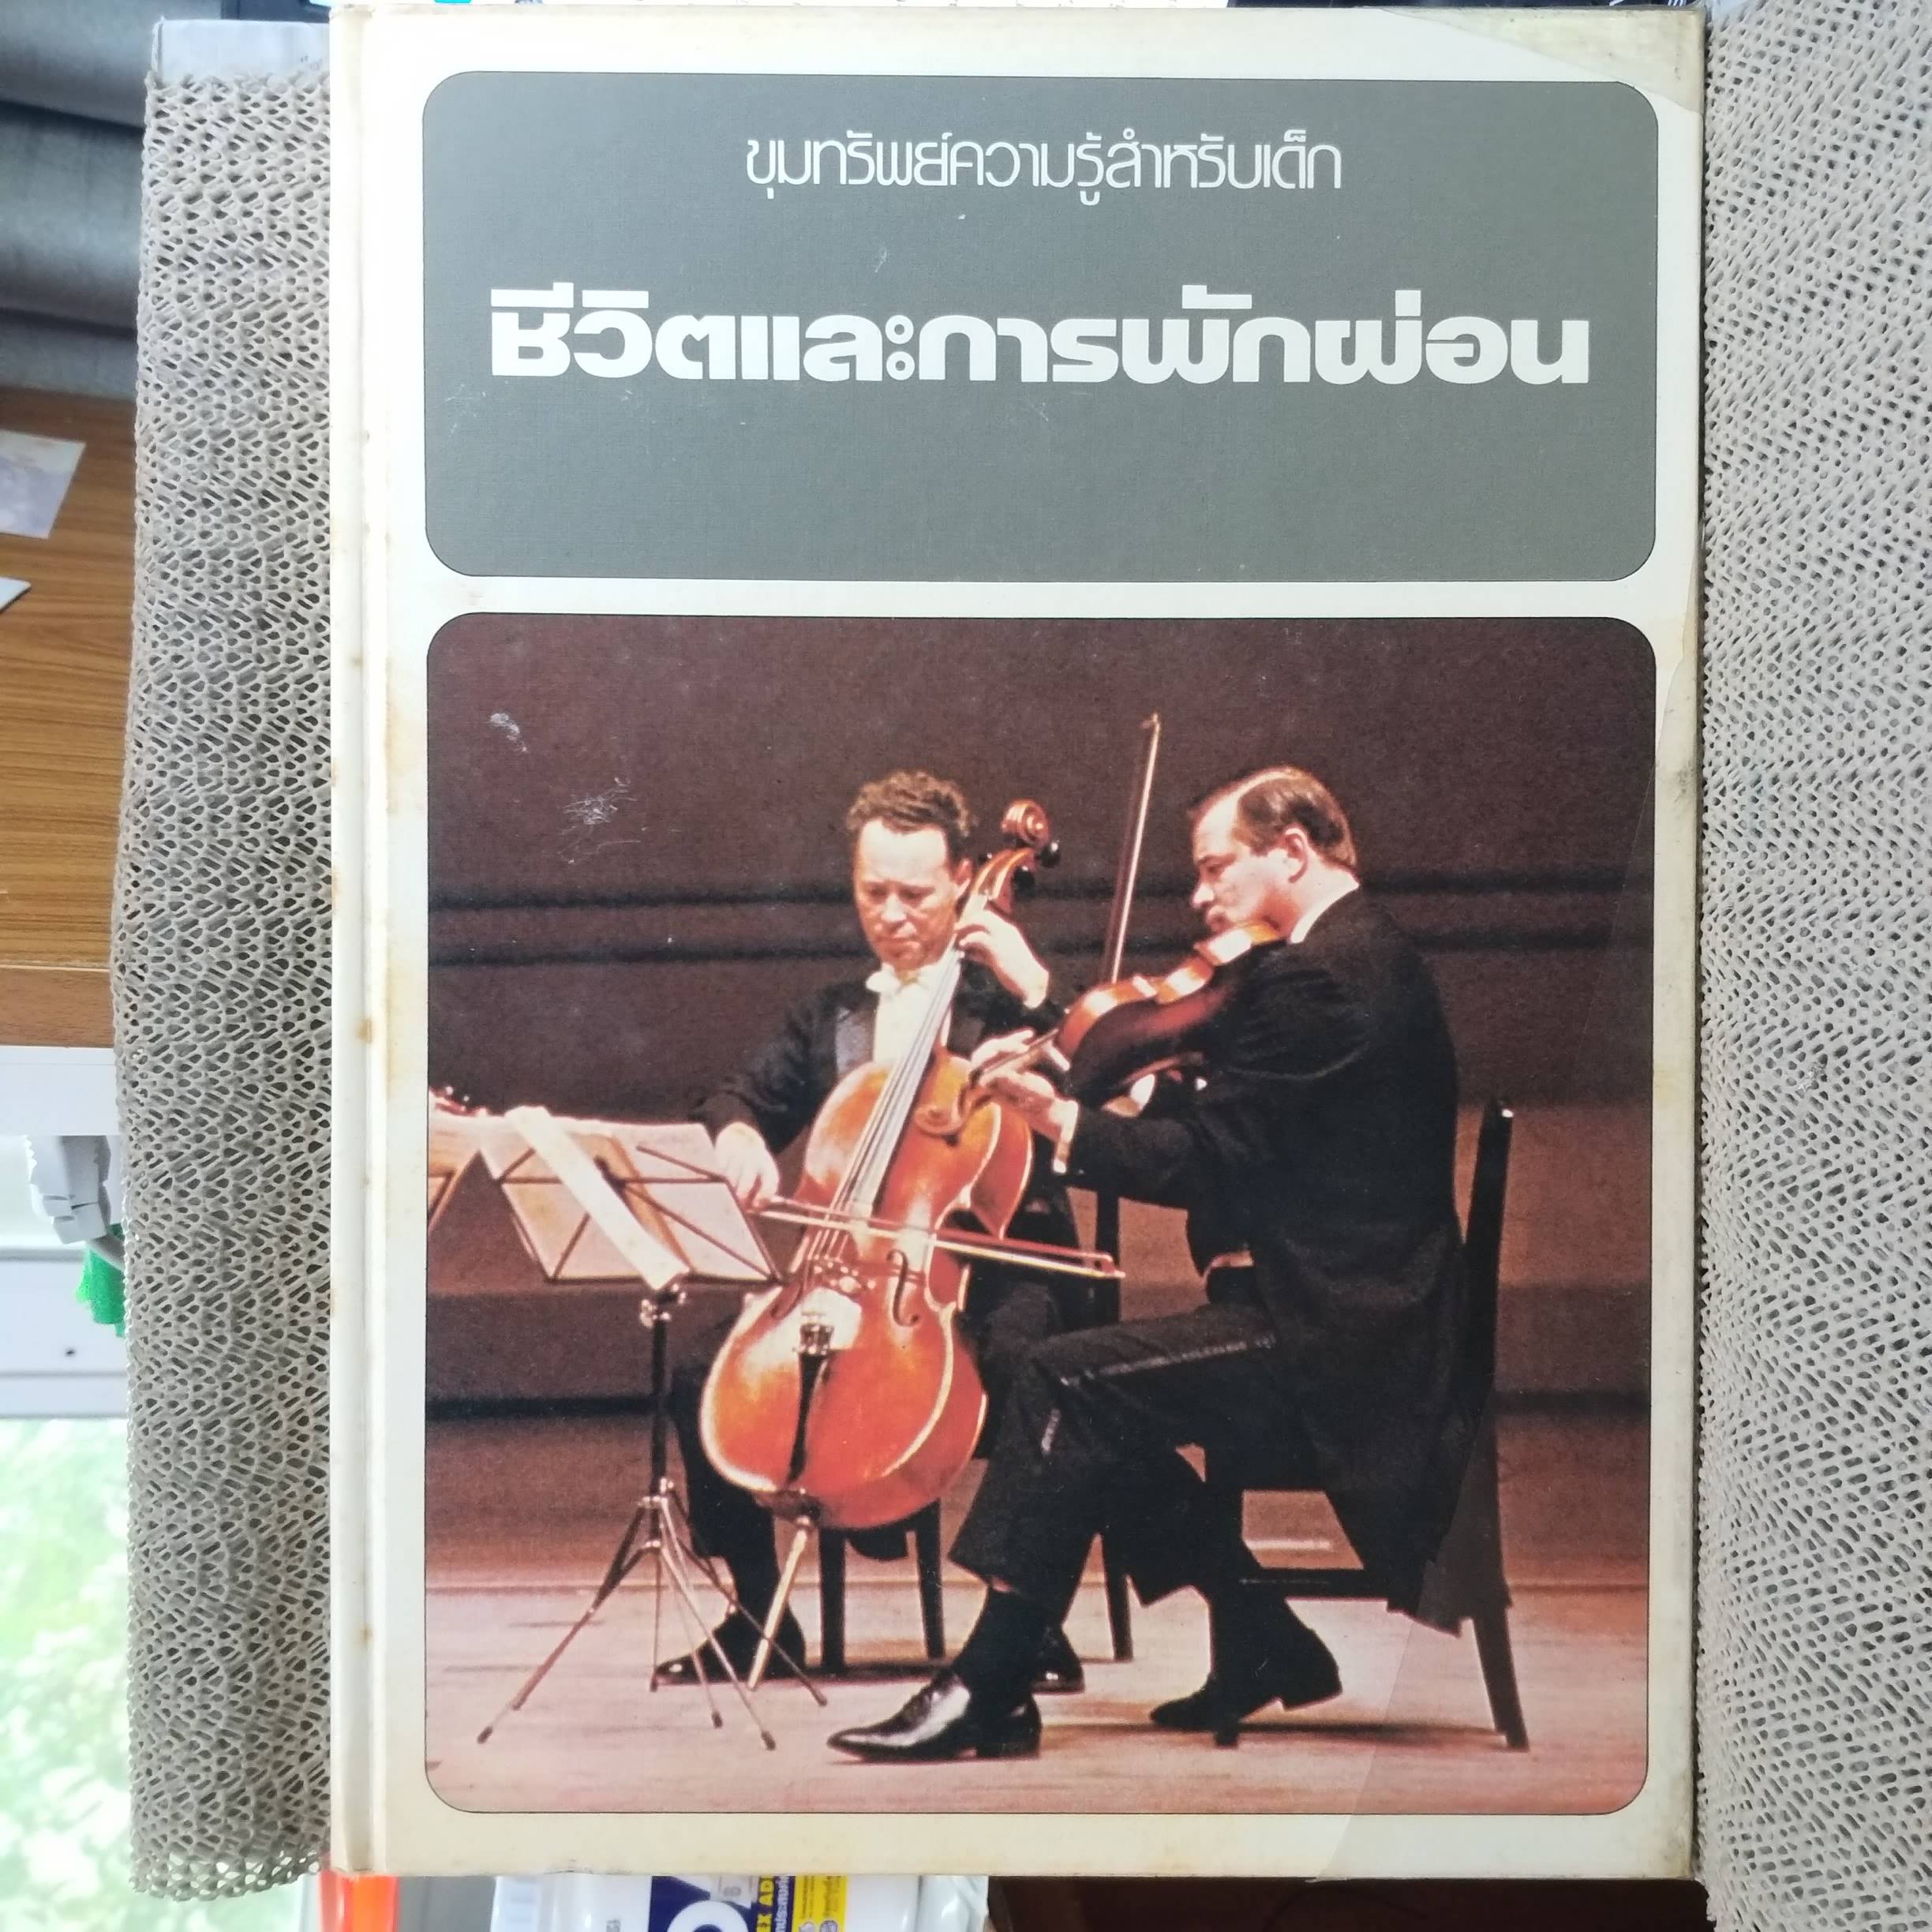 ขุมทรัพย์ความรู้สำหรับเด็ก
ชีวิตและการพักผ่อน